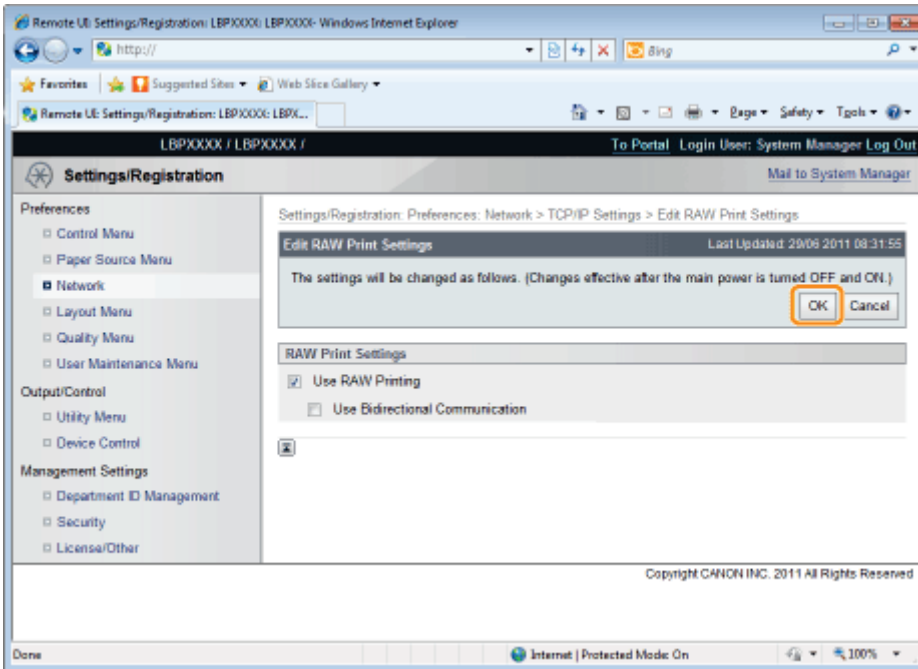 Remote UI: Settings/Registration: LBPXXXX: LBPXXXX- Windows Internet Explorer
http://
Bing
Favorites Suggested Sites Web Slice Gallery
Remote UI: Settings/Registration: LBPXXXX: LBPX...
Page Safety Tools
LBPXXXX / LBPXXXX /
To Portal Login User: System Manager Log Out
Settings/Registration
Mail to System Manager
Preferences
Control Menu
Paper Source Menu
Network
Layout Menu
Quality Menu
User Maintenance Menu
Output/Control
Utility Menu
Device Control
Management Settings
Department ID Management
Security
License/Other
Settings/Registration: Preferences: Network > TCP/IP Settings > Edit RAW Print Settings
Edit RAW Print Settings
Last Updated: 29/06 2011 08:31:55
The settings will be changed as follows. (Changes effective after the main power is turned OFF and ON.)
OK Cancel
RAW Print Settings
Use RAW Printing
Use Bidirectional Communication
Copyright CANON INC. 2011 All Rights Reserved
Done
Internet | Protected Mode: On
100%